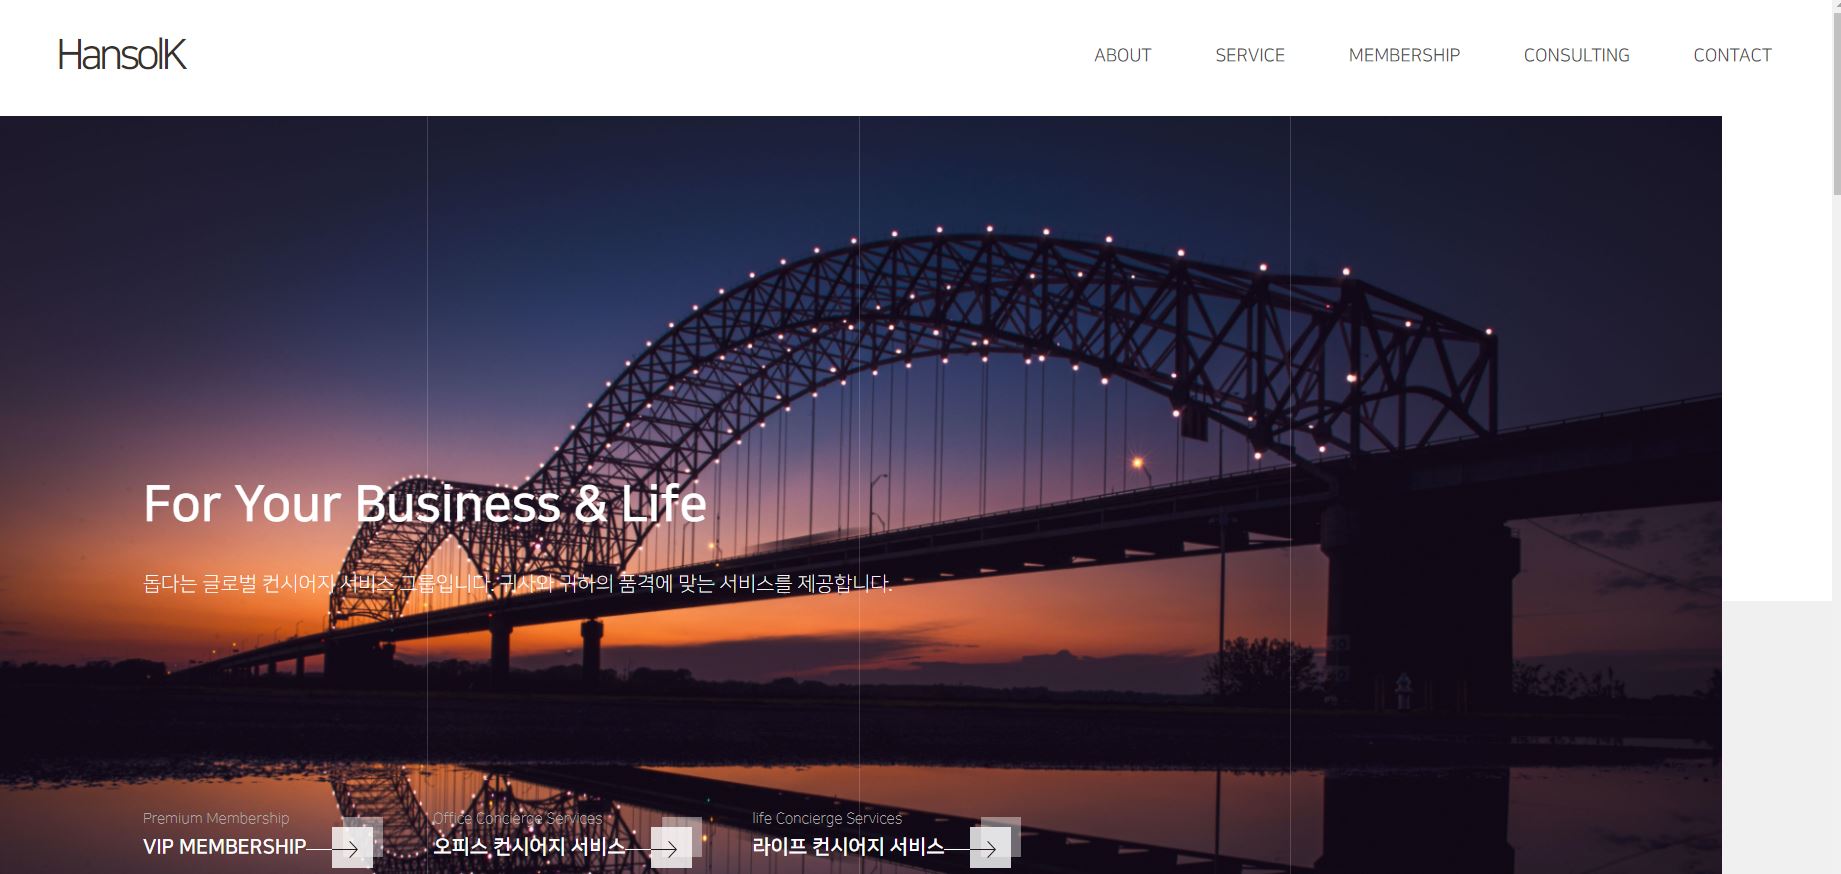 HansolK
ABOUT SERVICE MEMBERSHIP CONSULTING CONTACT
For Your Business & Life
돕다는 글로벌 컨시어지 서비스 그룹입니다. 귀사와 귀하의 품격에 맞는 서비스를 제공합니다.
Premium Membership
VIP MEMBERSHIP
Office Concierge Services
오피스 컨시어지 서비스
life Concierge Services
라이프 컨시어지 서비스